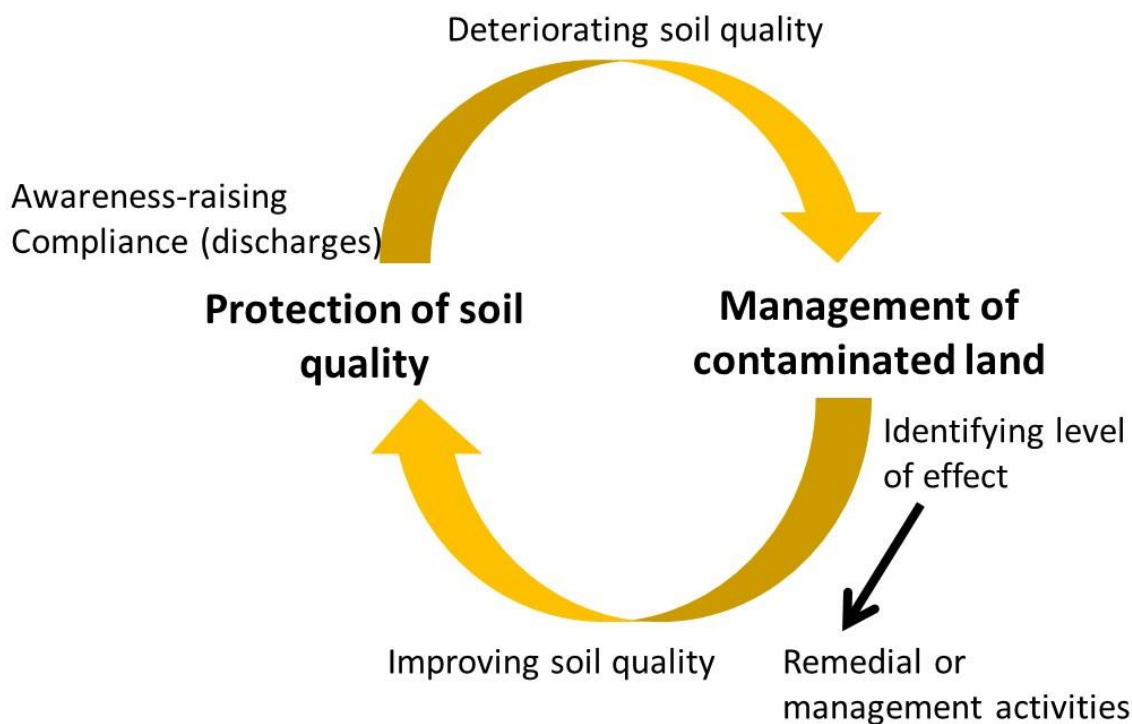 Deteriorating soil quality
Awareness-raising
Compliance (discharges)
Protection of soil
quality
Management of
contaminated land
Identifying level
of effect
Improving soil quality
Remedial or
management activities